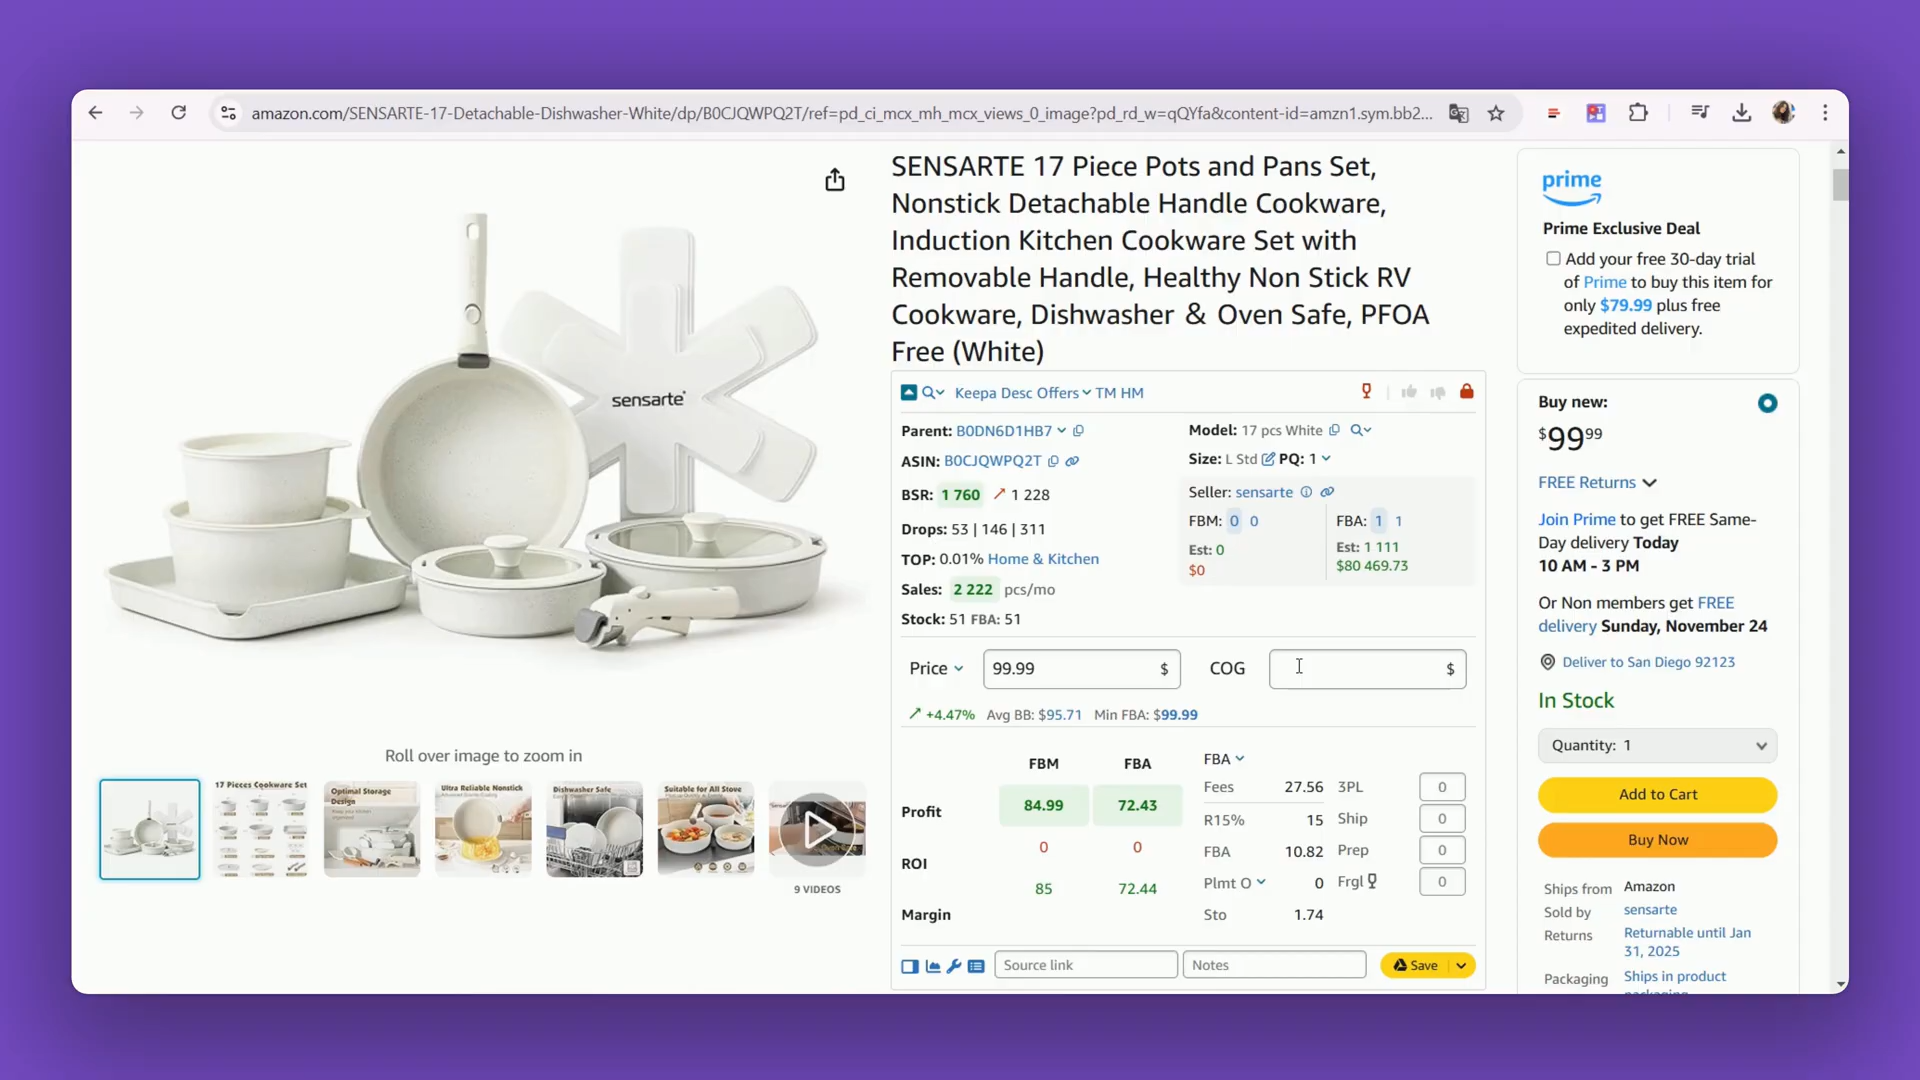 amazon.com/SENSARTE-17-Detachable-Dishwasher-White/dp/B0CJQWPQ2T/ref=pd_ci_mcx_mh_mcx_views_0_image?pd_rd_w=qQYfa&content-id=amzn1.sym.bb2...
sensarte
Roll over image to zoom in
17 Pieces Cookware Set
Optimal Storage
Design
Ultra Reliable Nonstick
Dishwasher Safe
Suitable for All Stove
9 VIDEOS
SENSARTE 17 Piece Pots and Pans Set,
Nonstick Detachable Handle Cookware,
Induction Kitchen Cookware Set with
Removable Handle, Healthy Non Stick RV
Cookware, Dishwasher & Oven Safe, PFOA
Free (White)
Keepa Desc Offers TM HM
Parent: B0DN6D1HB7
ASIN: B0CJQWPQ2T
BSR: 1 760 1 228
Drops: 53 | 146 | 311
TOP: 0.01% Home & Kitchen
Sales: 2 222 pcs/mo
Stock: 51 FBA: 51
Model: 17 pcs White
Size: L Std PQ: 1
Seller: sensarte
FBM: 0 0 FBA: 1 1
Est: 0 Est: 1 111
$0 $80 469.73
Price 99.99 $ COG $
+4.47% Avg BB: $95.71 Min FBA: $99.99
FBM FBA
Profit 84.99 72.43
ROI 0 0
Margin 85 72.44
FBA
Fees 27.56 3PL 0
R15% 15 Ship 0
FBA 10.82 Prep 0
Plmt O 0 Frgl 0
Sto 1.74
Source link Notes Save
prime
Prime Exclusive Deal
Add your free 30-day trial
of Prime to buy this item for
only $79.99 plus free
expedited delivery.
Buy new:
$99.99
FREE Returns
Join Prime to get FREE Same-
Day delivery Today
10 AM - 3 PM
Or Non members get FREE
delivery Sunday, November 24
Deliver to San Diego 92123
In Stock
Quantity: 1
Add to Cart
Buy Now
Ships from Amazon
Sold by sensarte
Returns Returnable until Jan
31, 2025
Packaging Ships in product